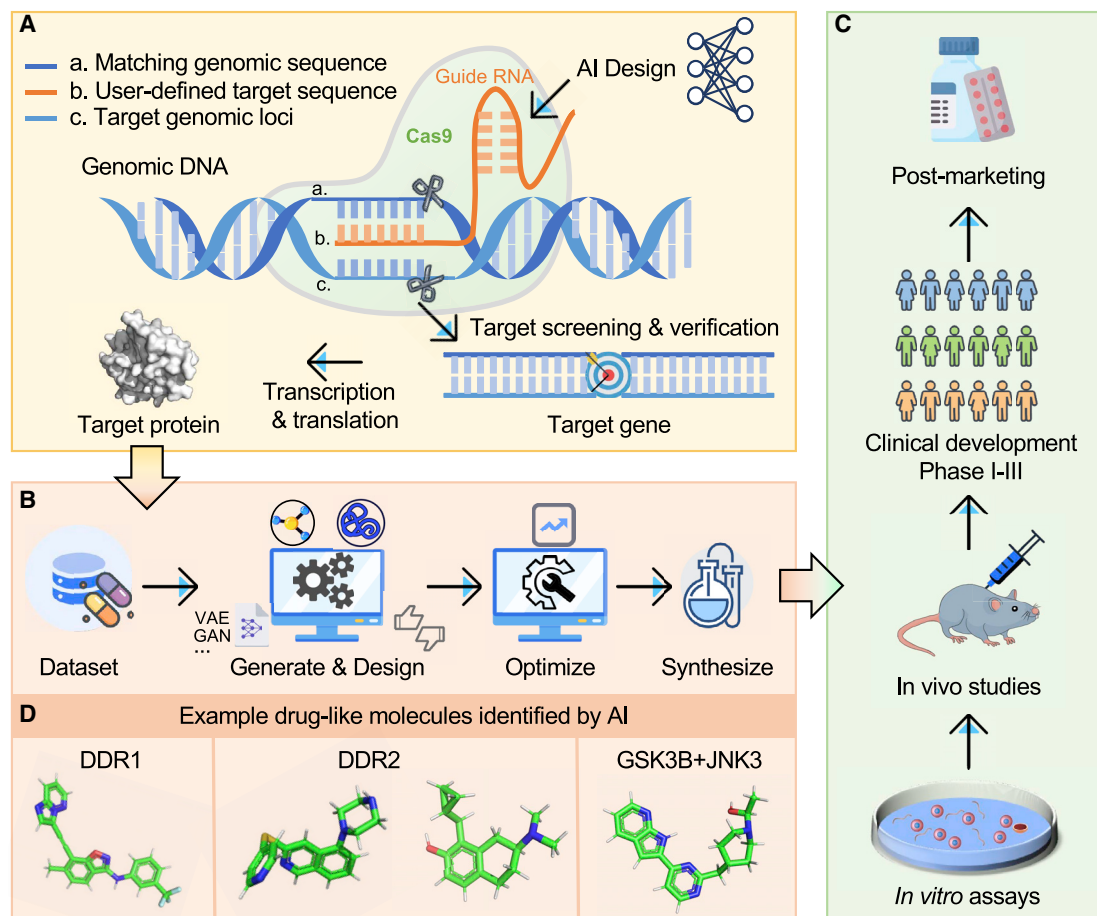 A
a. Matching genomic sequence
b. User-defined target sequence
c. Target genomic loci
Guide RNA
AI Design
Cas9
Genomic DNA
a.
b.
c.
Target screening & verification
Transcription
& translation
Target protein
Target gene
B
VAE
GAN
...
Dataset
Generate & Design
Optimize
Synthesize
C
Post-marketing
Clinical development
Phase I-III
In vivo studies
In vitro assays
D
Example drug-like molecules identified by AI
DDR1
DDR2
GSK3B+JNK3